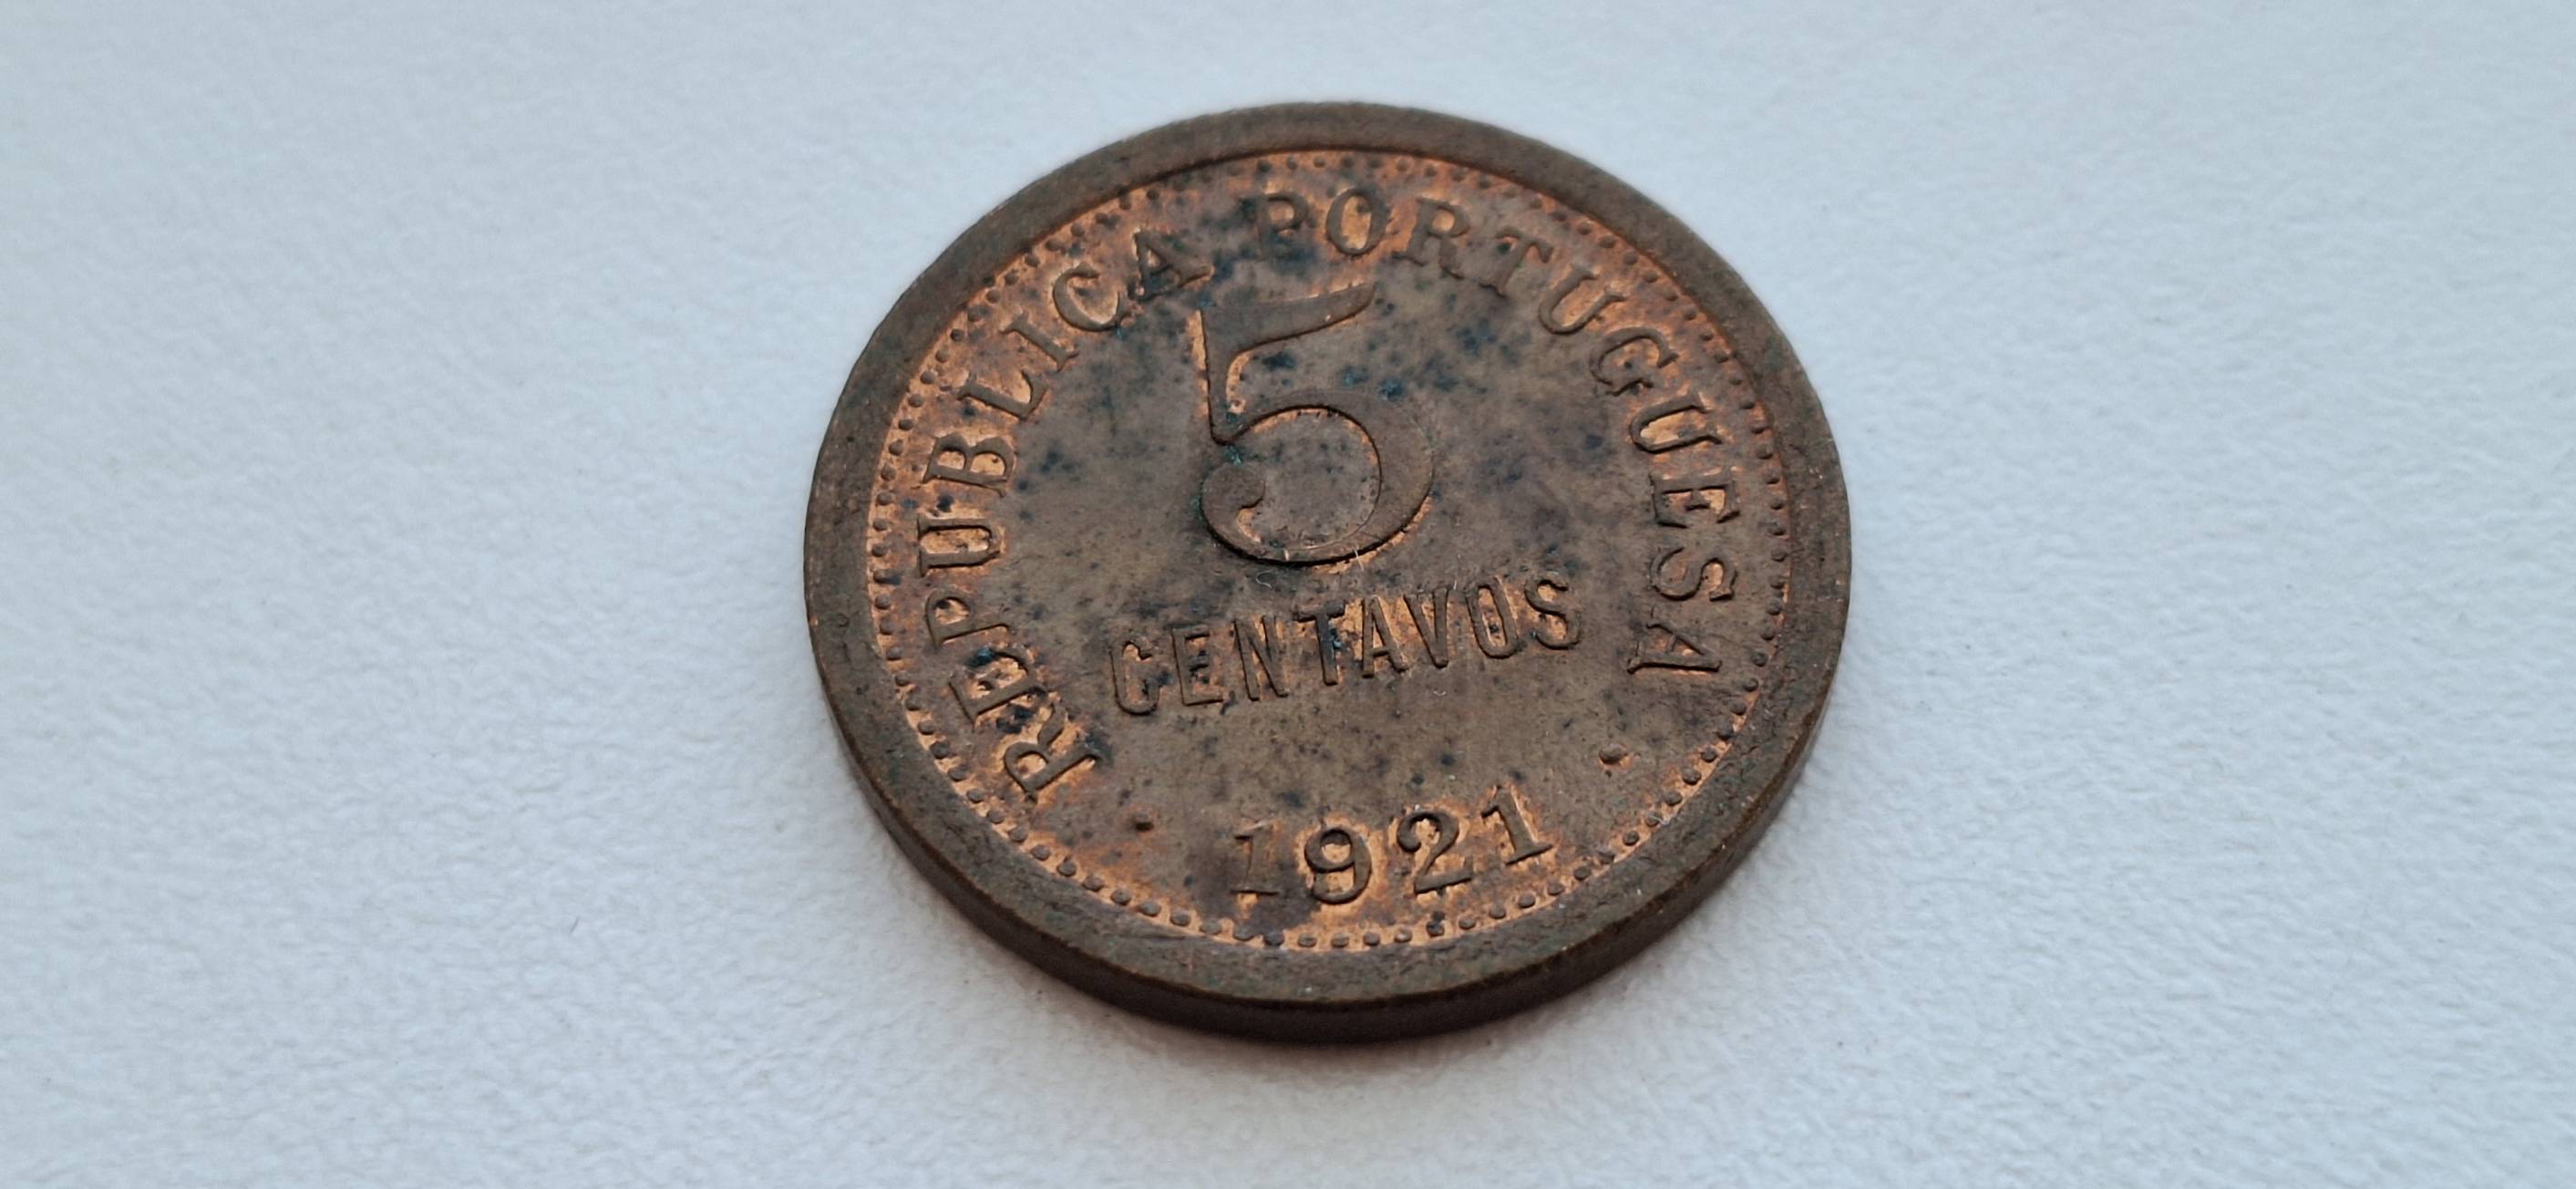 REPUBLICA PORTUGUESA
5
CENTAVOS
· 1921 ·